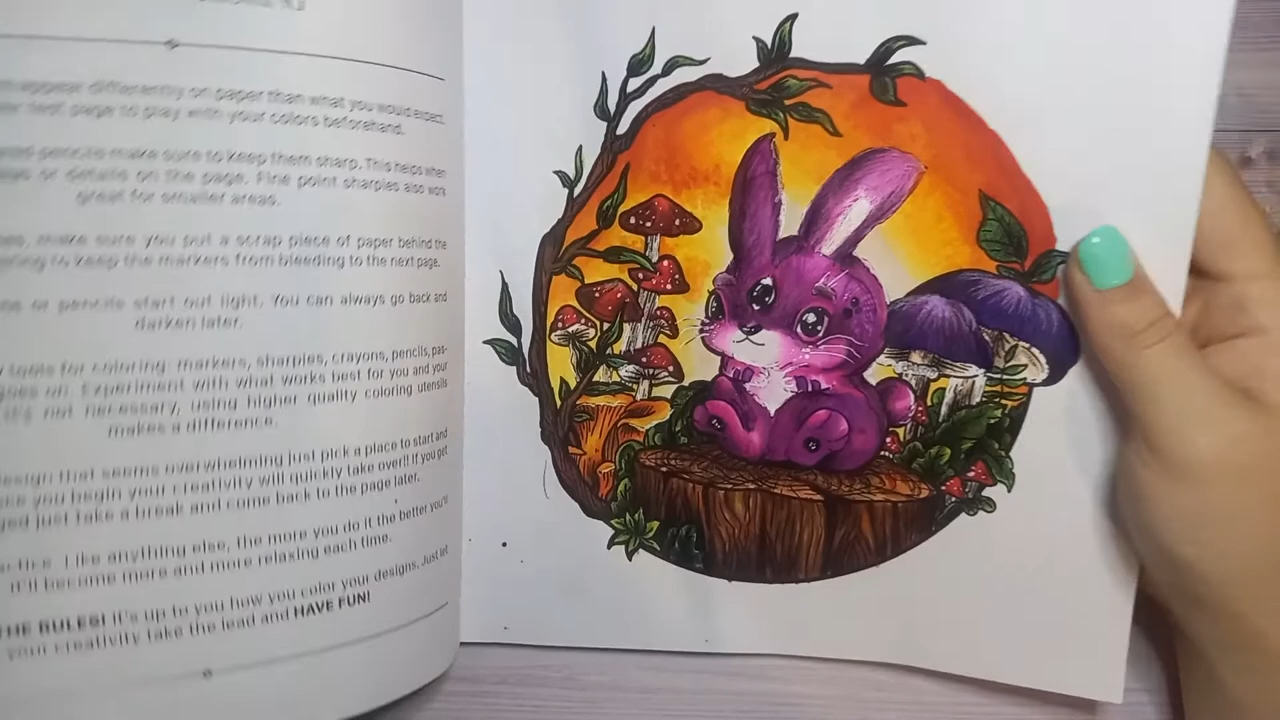 appear differently on paper than what you would expect.
test page to play with your colors beforehand.
pencils make sure to keep them sharp. This helps when
or details on the page. Fine point sharpies also work
great for smaller areas.
make sure you put a scrap piece of paper behind the
to keep the markers from bleeding to the next page.
or pencils start out light. You can always go back and
darken later.
tools for coloring: markers, sharpies, crayons, pencils, pas-
goes on. Experiment with what works best for you and your
it's not necessary, using higher quality coloring utensils
makes a difference.
design that seems overwhelming just pick a place to start and
you begin your creativity will quickly take over! If you get
just take a break and come back to the page later.
Like anything else, the more you do it the better you'll
it'll become more and more relaxing each time.
THE RULES! It's up to you how you color your designs. Just let
your creativity take the lead and HAVE FUN!